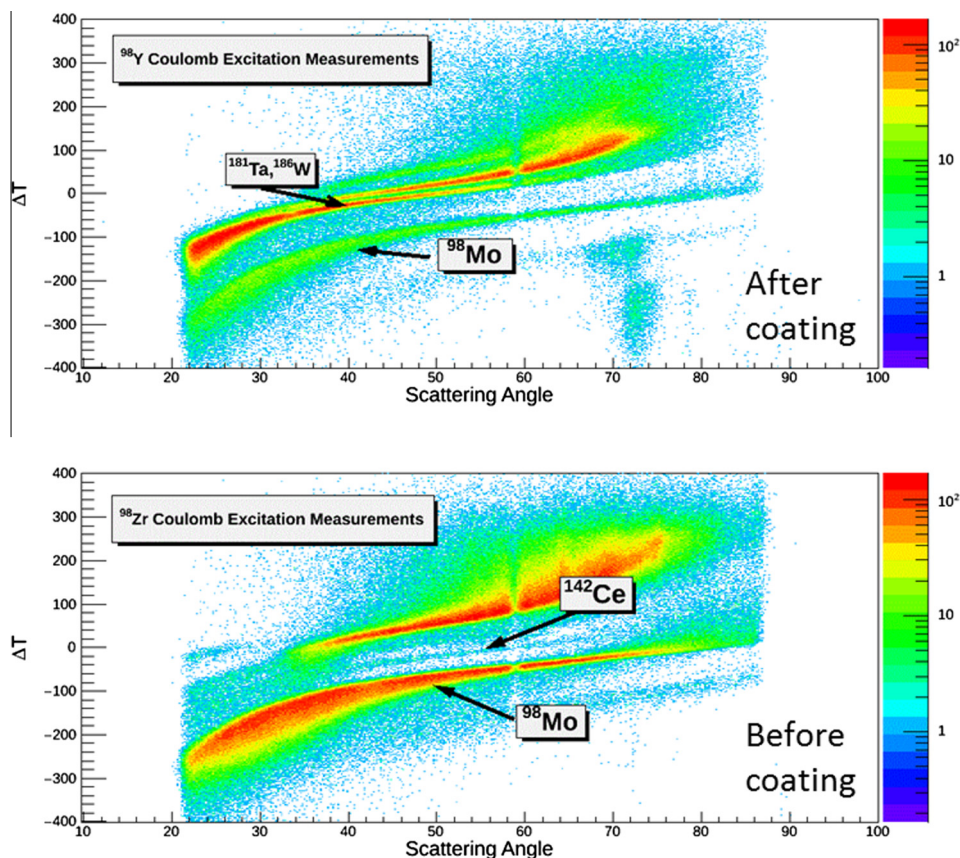 400
300
200
100
0
−100
−200
−300
−400
ΔT
⁹⁸Y Coulomb Excitation Measurements
¹⁸¹Ta,¹⁸⁶W
⁹⁸Mo
After
coating
10 20 30 40 50 60 70 80 90 100
Scattering Angle
10²
10
1
400
300
200
100
0
−100
−200
−300
−400
ΔT
⁹⁸Zr Coulomb Excitation Measurements
¹⁴²Ce
⁹⁸Mo
Before
coating
10 20 30 40 50 60 70 80 90 100
Scattering Angle
10²
10
1